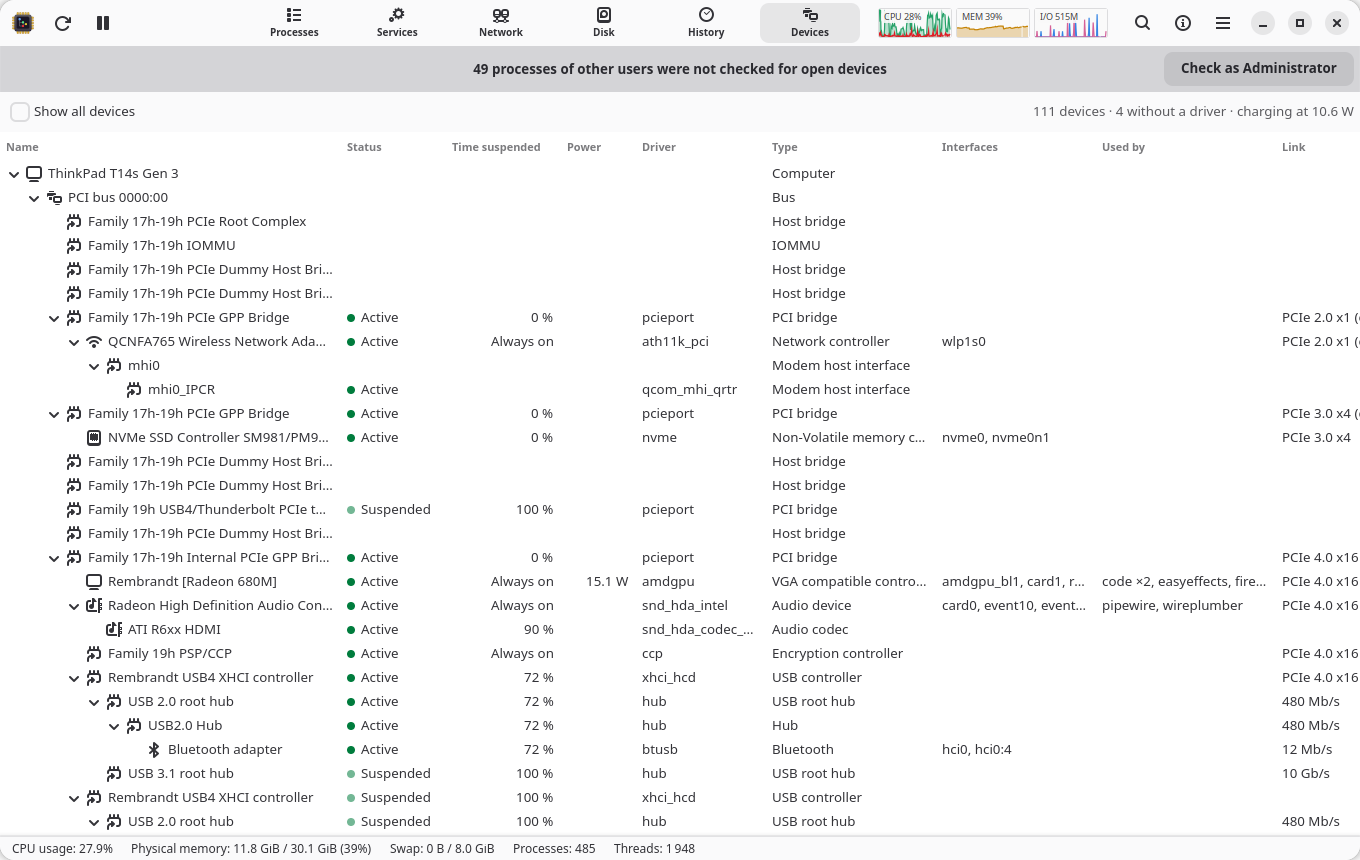 Processes Services Network Disk History Devices CPU 28% MEM 39% I/O 515M
49 processes of other users were not checked for open devices Check as Administrator
Show all devices 111 devices · 4 without a driver · charging at 10.6 W
Name Status Time suspended Power Driver Type Interfaces Used by Link
ThinkPad T14s Gen 3 Computer
PCI bus 0000:00 Bus
Family 17h-19h PCIe Root Complex Host bridge
Family 17h-19h IOMMU IOMMU
Family 17h-19h PCIe Dummy Host Bri... Host bridge
Family 17h-19h PCIe Dummy Host Bri... Host bridge
Family 17h-19h PCIe GPP Bridge Active 0 % pcieport PCI bridge PCIe 2.0 x1 (
QCNFA765 Wireless Network Ada... Active Always on ath11k_pci Network controller wlp1s0 PCIe 2.0 x1 (
mhi0 Modem host interface
mhi0_IPCR Active qcom_mhi_qrtr Modem host interface
Family 17h-19h PCIe GPP Bridge Active 0 % pcieport PCI bridge PCIe 3.0 x4 (
NVMe SSD Controller SM981/PM9... Active 0 % nvme Non-Volatile memory c... nvme0, nvme0n1 PCIe 3.0 x4
Family 17h-19h PCIe Dummy Host Bri... Host bridge
Family 17h-19h PCIe Dummy Host Bri... Host bridge
Family 19h USB4/Thunderbolt PCIe t... Suspended 100 % pcieport PCI bridge
Family 17h-19h PCIe Dummy Host Bri... Host bridge
Family 17h-19h Internal PCIe GPP Bri... Active 0 % pcieport PCI bridge PCIe 4.0 x16
Rembrandt [Radeon 680M] Active Always on 15.1 W amdgpu VGA compatible contro... amdgpu_bl1, card1, r... code ×2, easyeffects, fire... PCIe 4.0 x16
Radeon High Definition Audio Con... Active Always on snd_hda_intel Audio device card0, event10, event... pipewire, wireplumber PCIe 4.0 x16
ATI R6xx HDMI Active 90 % snd_hda_codec_... Audio codec
Family 19h PSP/CCP Active Always on ccp Encryption controller PCIe 4.0 x16
Rembrandt USB4 XHCI controller Active 72 % xhci_hcd USB controller PCIe 4.0 x16
USB 2.0 root hub Active 72 % hub USB root hub 480 Mb/s
USB2.0 Hub Active 72 % hub Hub 480 Mb/s
Bluetooth adapter Active 72 % btusb Bluetooth hci0, hci0:4 12 Mb/s
USB 3.1 root hub Suspended 100 % hub USB root hub 10 Gb/s
Rembrandt USB4 XHCI controller Suspended 100 % xhci_hcd USB controller
USB 2.0 root hub Suspended 100 % hub USB root hub 480 Mb/s
CPU usage: 27.9% Physical memory: 11.8 GiB / 30.1 GiB (39%) Swap: 0 B / 8.0 GiB Processes: 485 Threads: 1 948